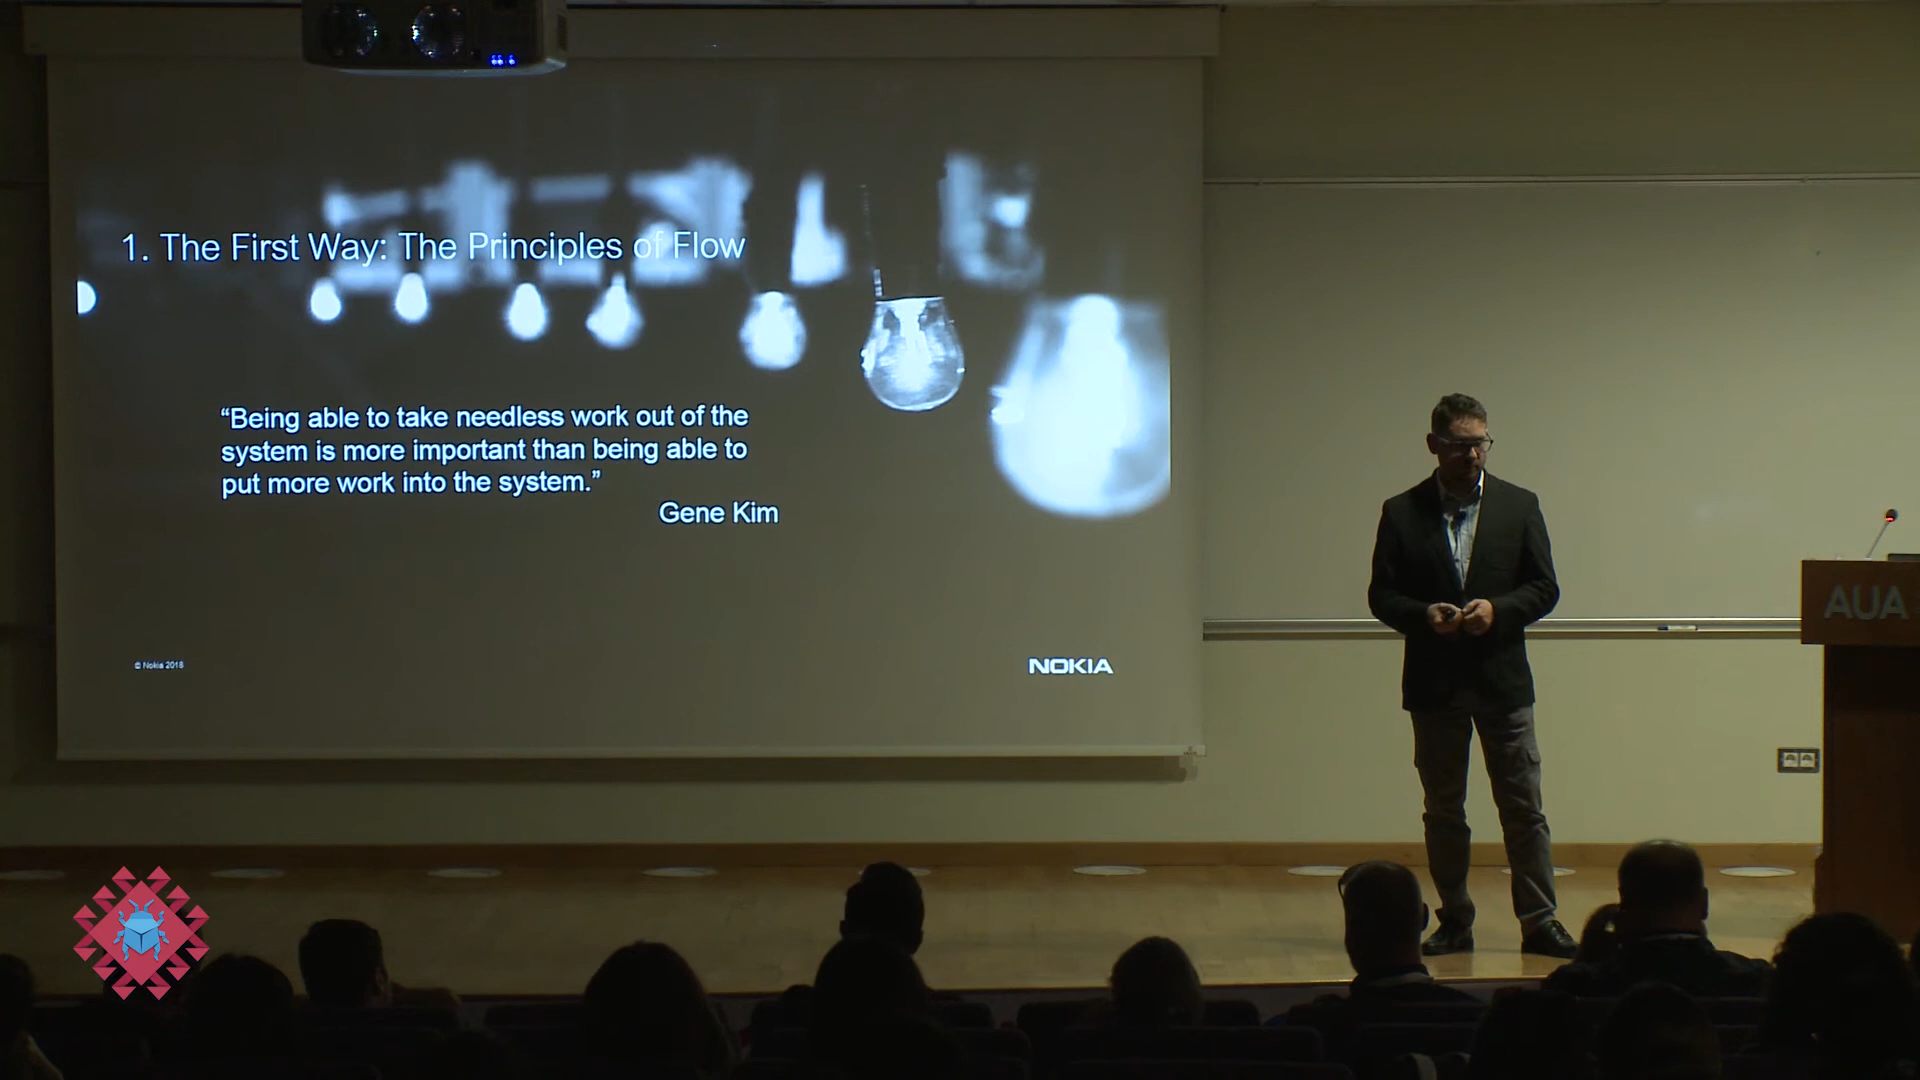 1. The First Way: The Principles of Flow
“Being able to take needless work out of the
system is more important than being able to
put more work into the system.”
Gene Kim
© Nokia 2018
NOKIA
AUA